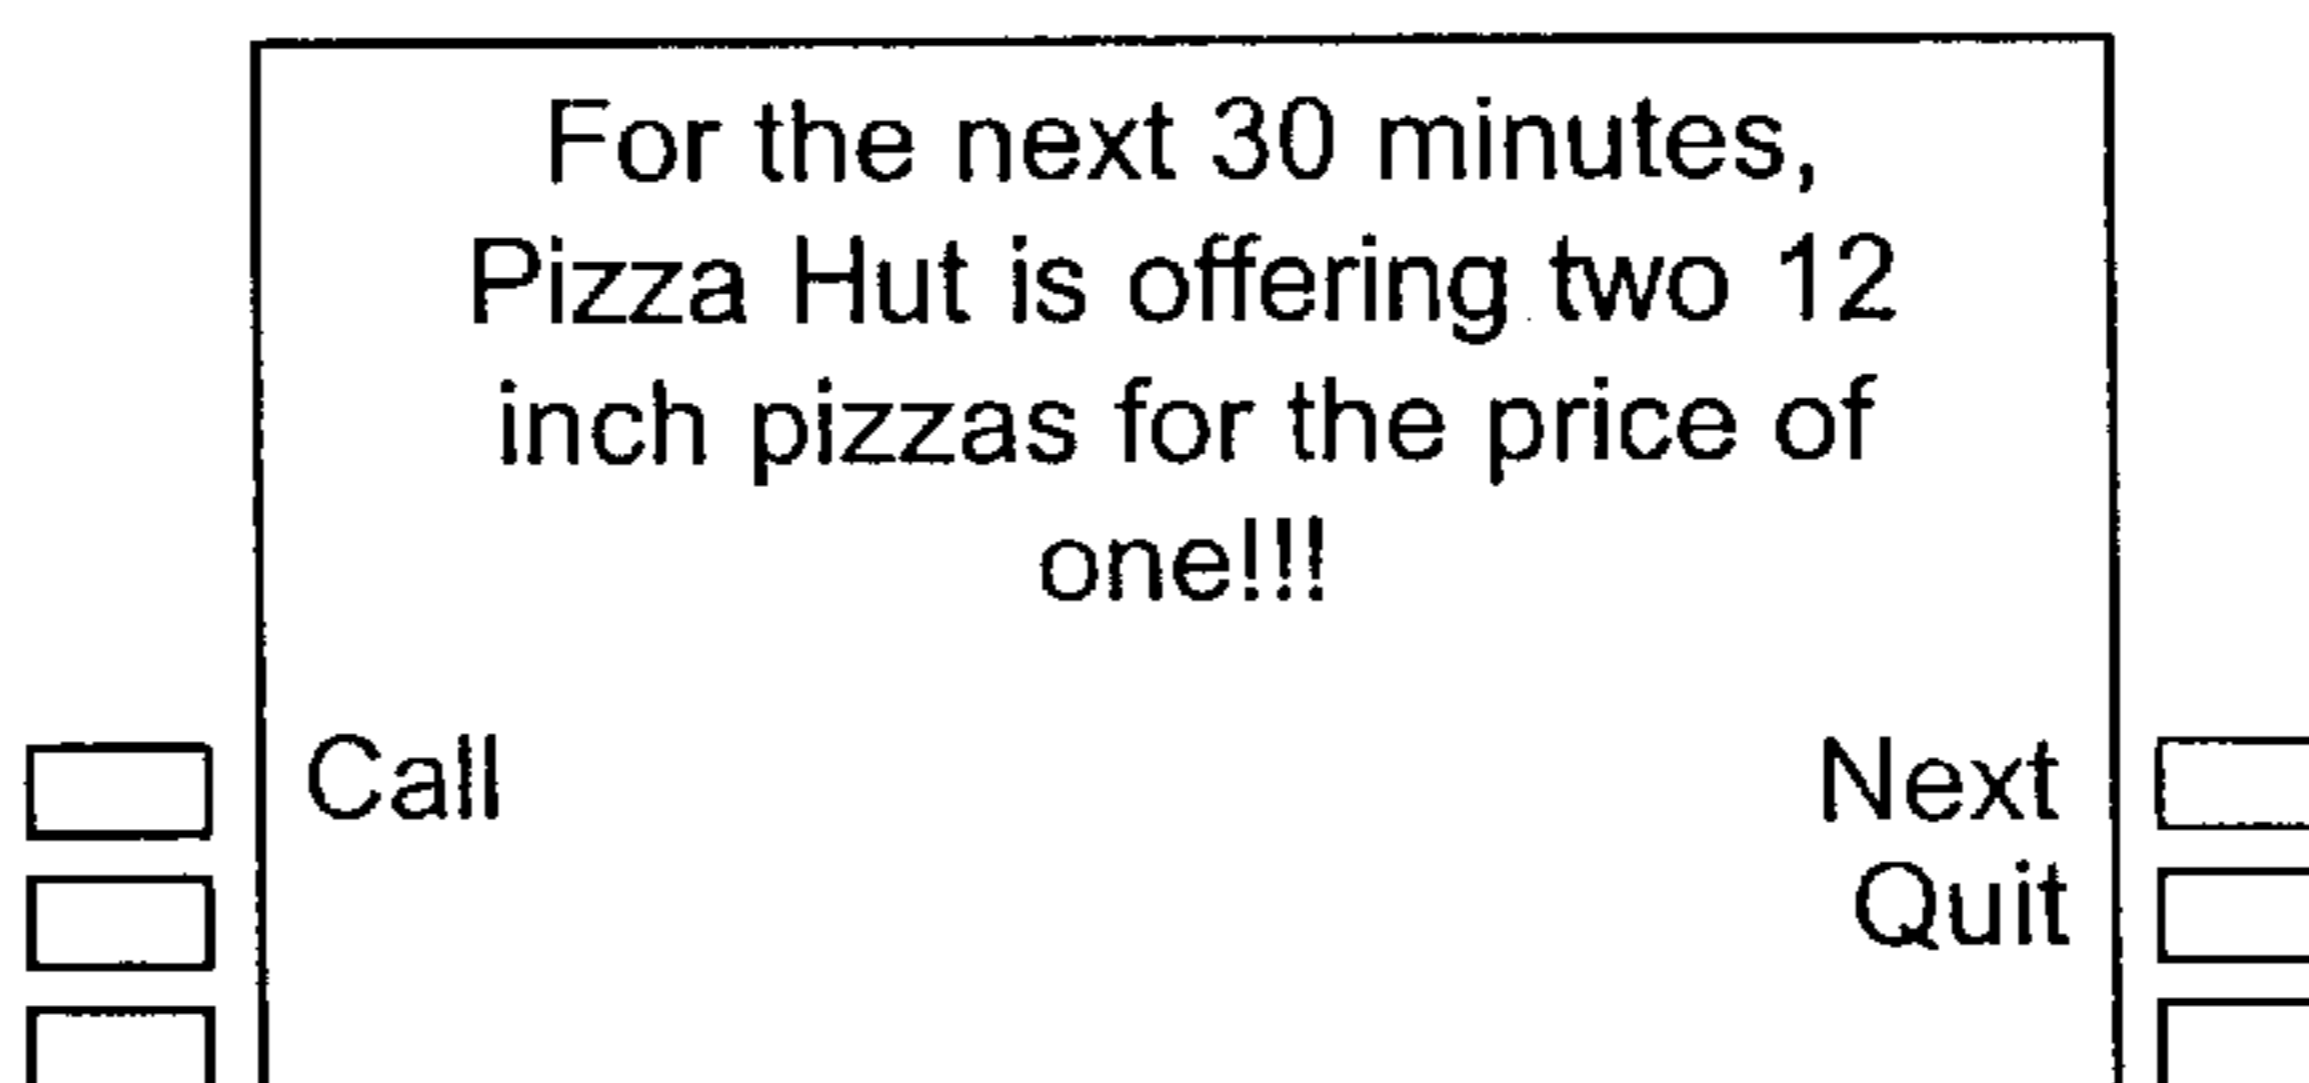 For the next 30 minutes,
Pizza Hut is offering two 12
inch pizzas for the price of
one!!!
Call
Next
Quit